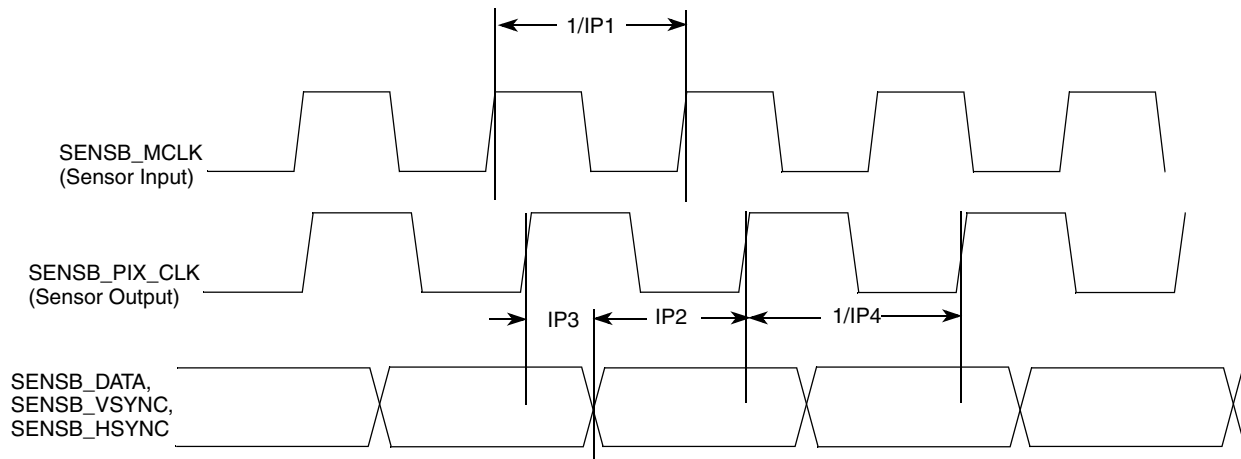 1/IP1
SENSB_MCLK
(Sensor Input)
SENSB_PIX_CLK
(Sensor Output)
IP3
IP2
1/IP4
SENSB_DATA,
SENSB_VSYNC,
SENSB_HSYNC